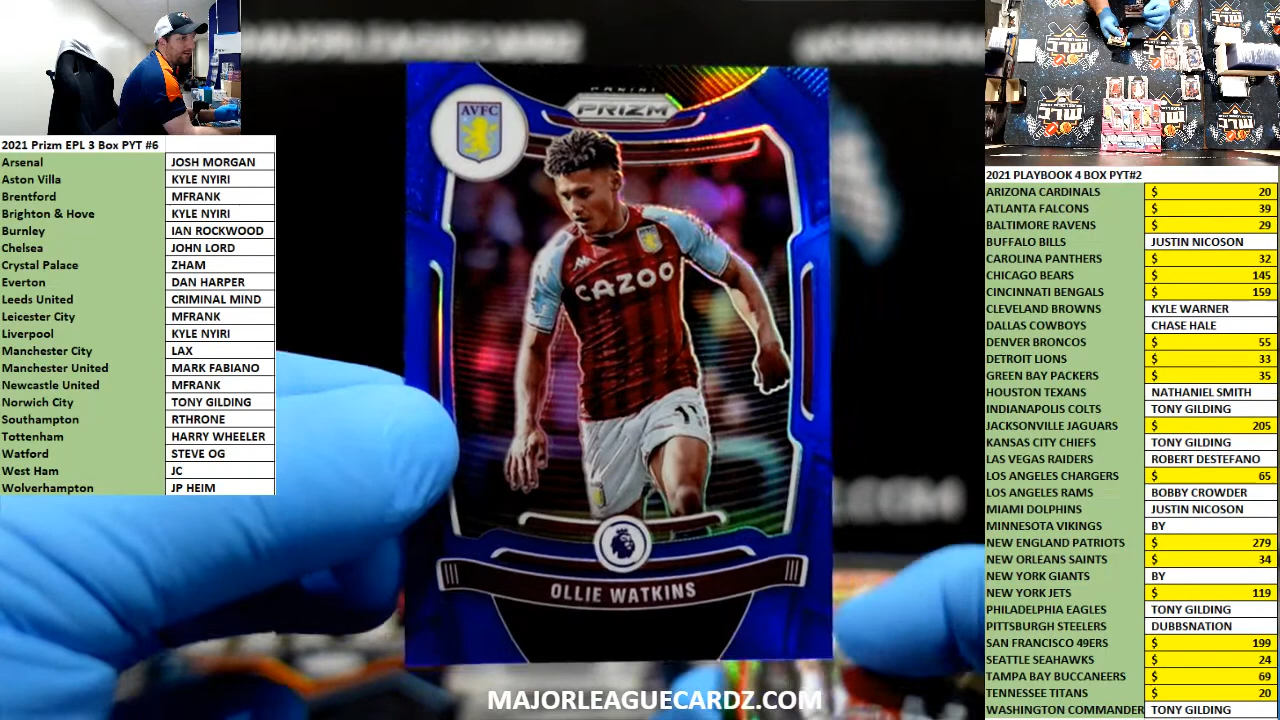 2021 Prizm EPL 3 Box PYT #6
Arsenal JOSH MORGAN
Aston Villa KYLE NYIRI
Brentford MFRANK
Brighton & Hove KYLE NYIRI
Burnley IAN ROCKWOOD
Chelsea JOHN LORD
Crystal Palace ZHAM
Everton DAN HARPER
Leeds United CRIMINAL MIND
Leicester City MFRANK
Liverpool KYLE NYIRI
Manchester City LAX
Manchester United MARK FABIANO
Newcastle United MFRANK
Norwich City TONY GILDING
Southampton RTHRONE
Tottenham HARRY WHEELER
Watford STEVE OG
West Ham JC
Wolverhampton JP HEIM
PANINI
PRIZM
AVFC
CAZOO
11
OLLIE WATKINS
MAJORLEAGUECARDZ.COM
2021 PLAYBOOK 4 BOX PYT#2
ARIZONA CARDINALS $ 20
ATLANTA FALCONS $ 39
BALTIMORE RAVENS $ 29
BUFFALO BILLS JUSTIN NICOSON
CAROLINA PANTHERS $ 32
CHICAGO BEARS $ 145
CINCINNATI BENGALS $ 159
CLEVELAND BROWNS KYLE WARNER
DALLAS COWBOYS CHASE HALE
DENVER BRONCOS $ 55
DETROIT LIONS $ 33
GREEN BAY PACKERS $ 35
HOUSTON TEXANS NATHANIEL SMITH
INDIANAPOLIS COLTS TONY GILDING
JACKSONVILLE JAGUARS $ 205
KANSAS CITY CHIEFS TONY GILDING
LAS VEGAS RAIDERS ROBERT DESTEFANO
LOS ANGELES CHARGERS $ 65
LOS ANGELES RAMS BOBBY CROWDER
MIAMI DOLPHINS JUSTIN NICOSON
MINNESOTA VIKINGS BY
NEW ENGLAND PATRIOTS $ 279
NEW ORLEANS SAINTS $ 34
NEW YORK GIANTS BY
NEW YORK JETS $ 119
PHILADELPHIA EAGLES TONY GILDING
PITTSBURGH STEELERS DUBBSNATION
SAN FRANCISCO 49ERS $ 199
SEATTLE SEAHAWKS $ 24
TAMPA BAY BUCCANEERS $ 69
TENNESSEE TITANS $ 20
WASHINGTON COMMANDER TONY GILDING